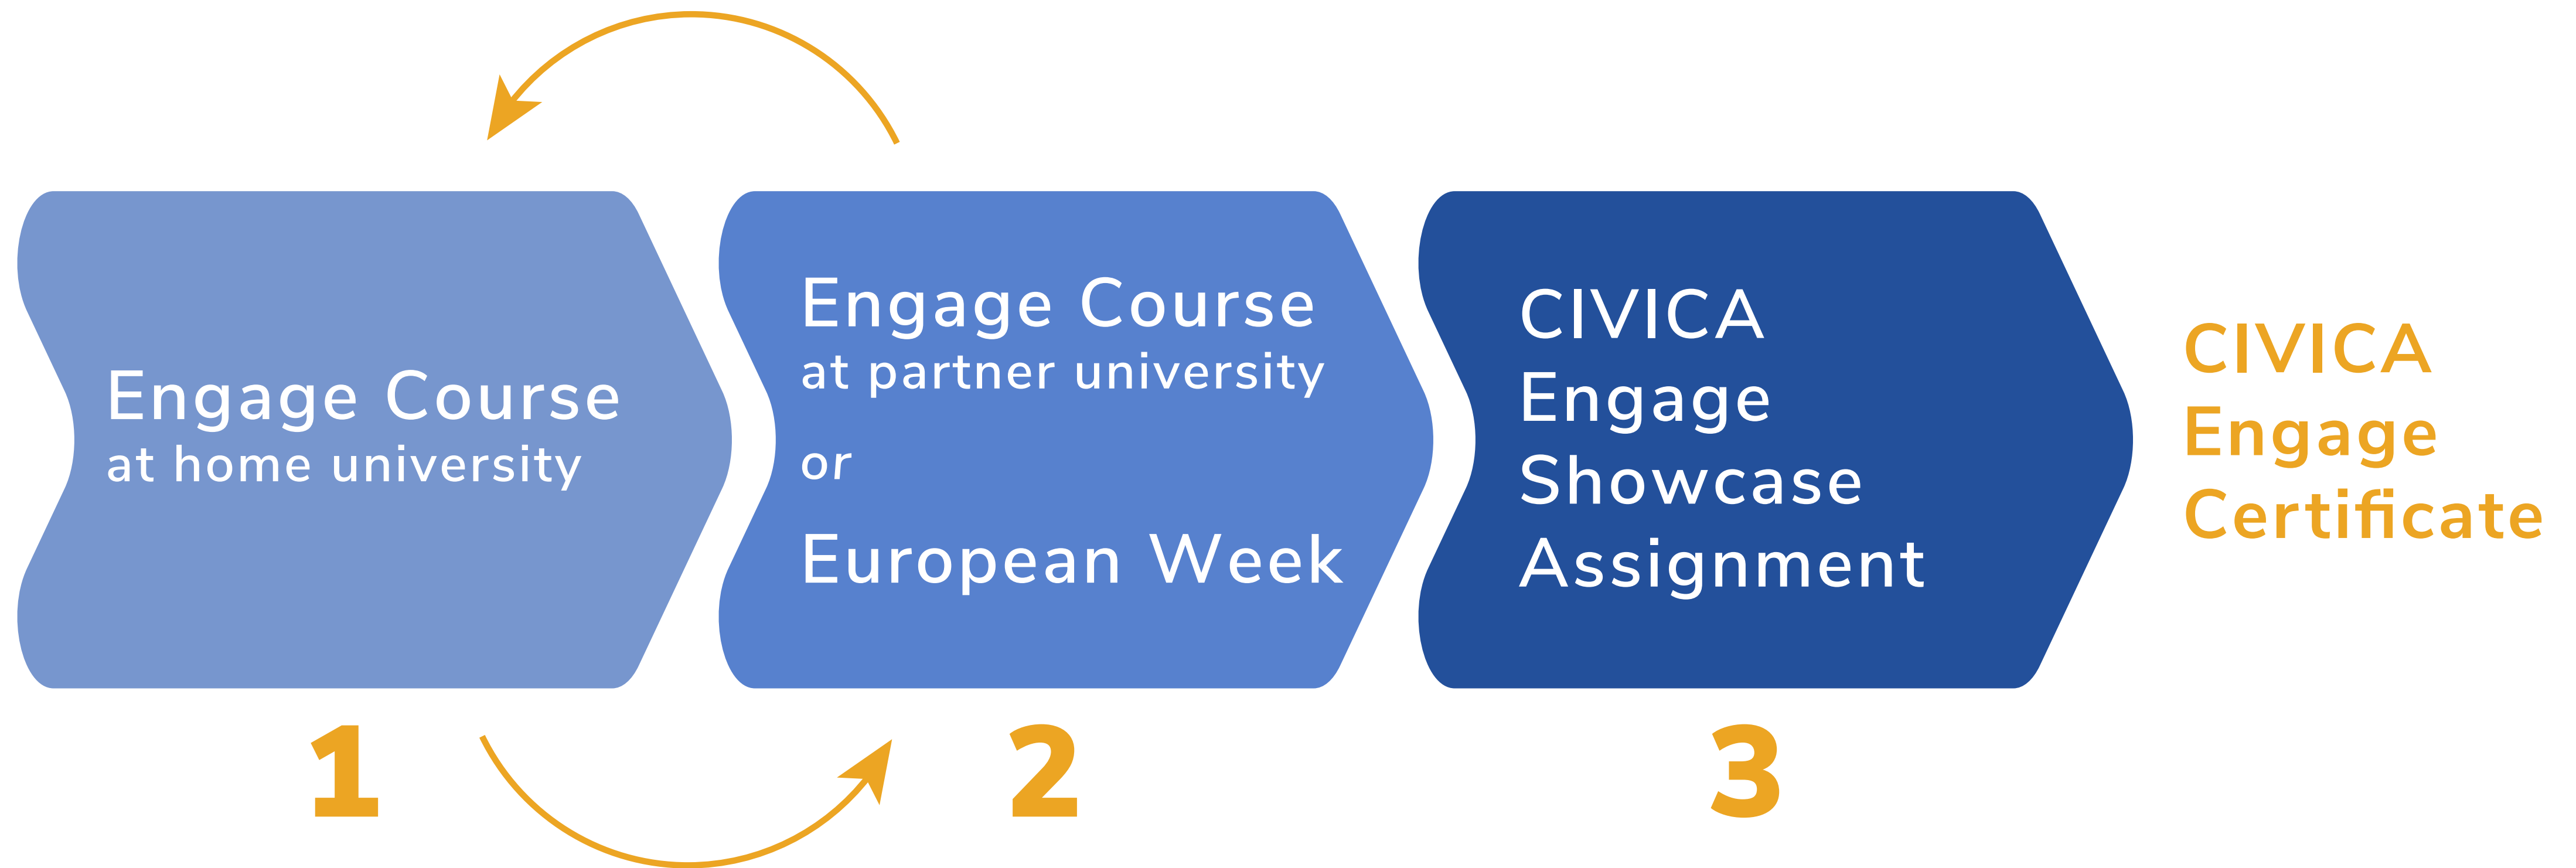 Engage Course
at home university
1
Engage Course
at partner university
or
European Week
2
CIVICA
Engage
Showcase
Assignment
3
CIVICA
Engage
Certificate